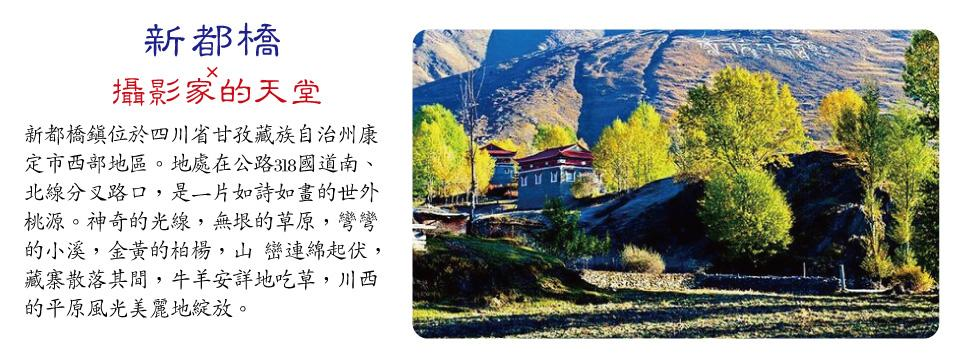 新都橋
×
攝影家的天堂
新都橋鎮位於四川省甘孜藏族自治州康
定市西部地區。地處在公路318國道南、
北線分叉路口，是一片如詩如畫的世外
桃源。神奇的光線，無垠的草原，彎彎
的小溪，金黃的柏楊，山 巒連綿起伏，
藏寨散落其間，牛羊安詳地吃草，川西
的平原風光美麗地綻放。